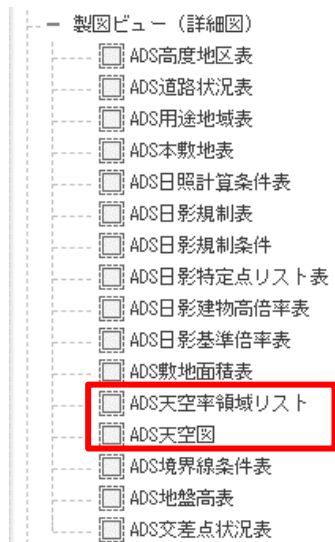 製図ビュー（詳細図）
ADS高度地区表
ADS道路状況表
ADS用途地域表
ADS本敷地表
ADS日照計算条件表
ADS日影規制表
ADS日影規制条件
ADS日影特定点リスト表
ADS日影建物高倍率表
ADS日影基準倍率表
ADS敷地面積表
ADS天空率領域リスト
ADS天空図
ADS境界線条件表
ADS地盤高表
ADS交差点状況表